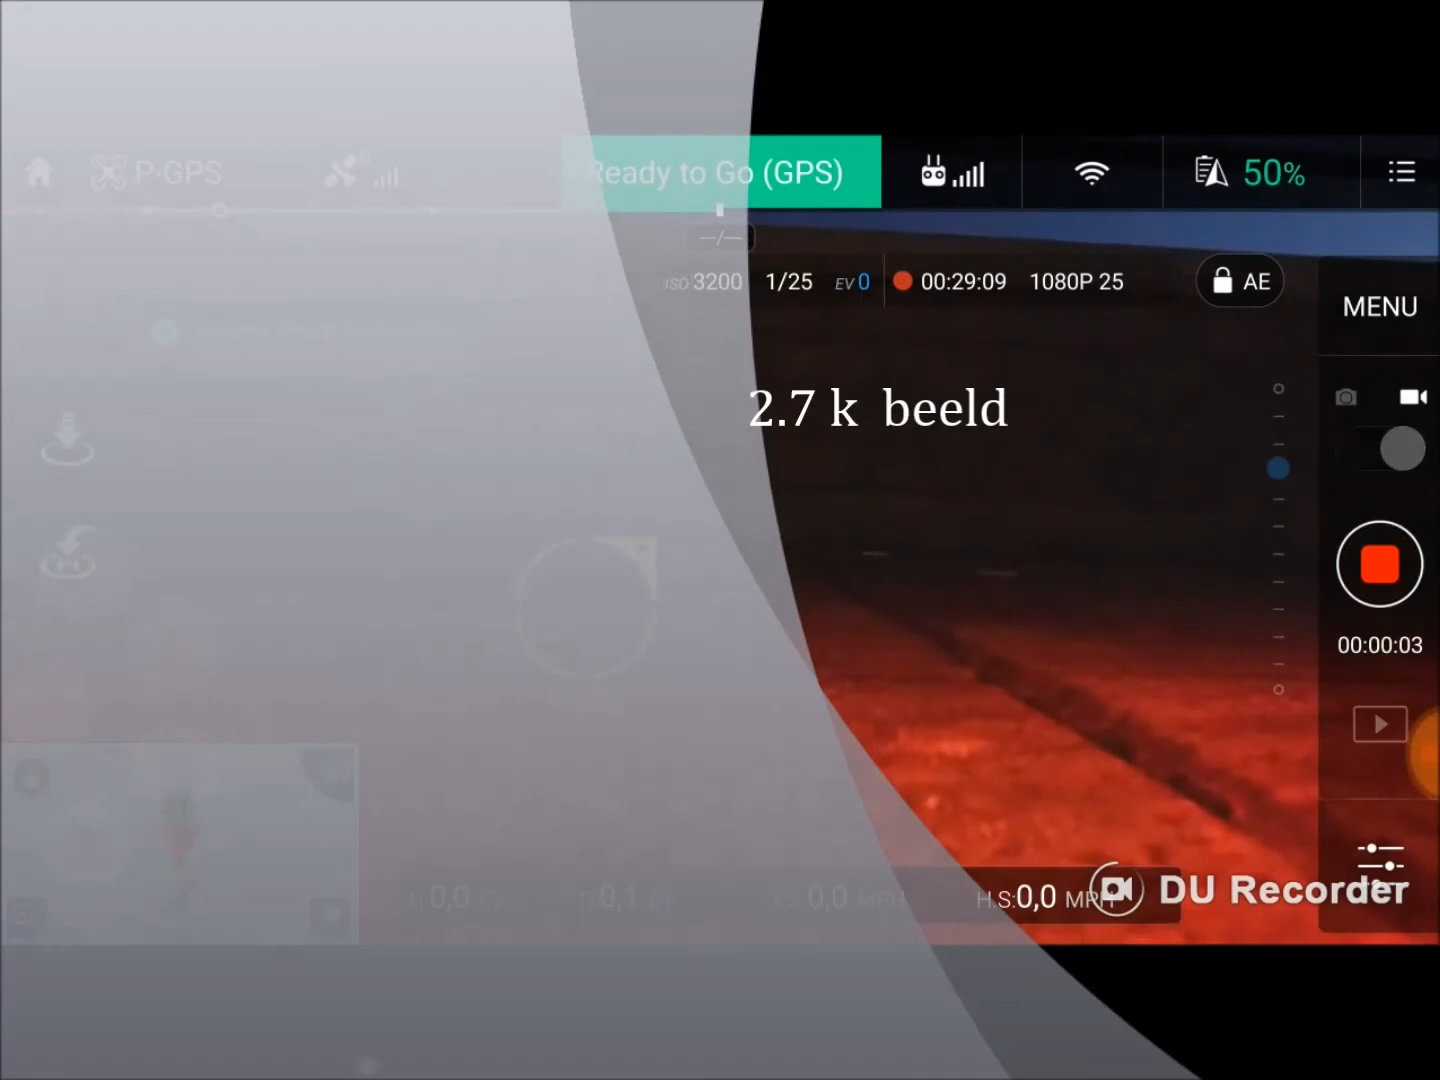 P-GPS
Ready to Go (GPS)
50%
ISO 3200 1/25 EV 0 00:29:09 1080P 25
AE
MENU
2.7 k beeld
00:00:03
H.S:0,0 MPH
DU Recorder